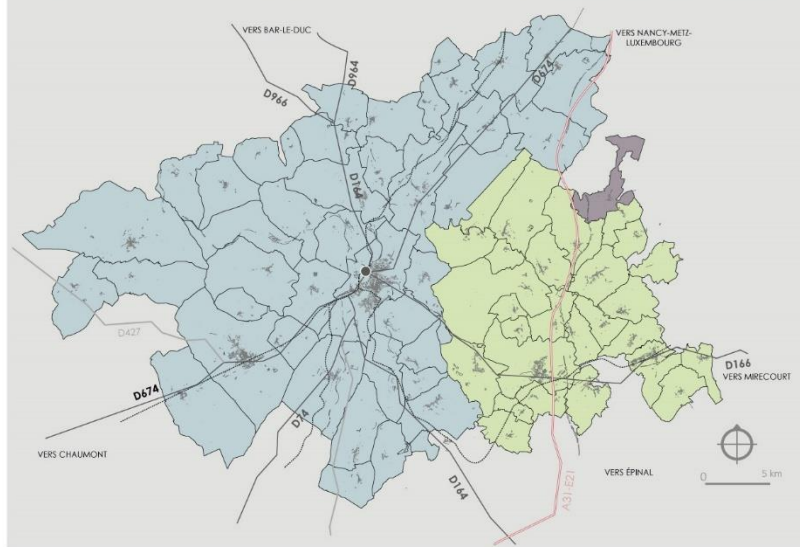 VERS BAR-LE-DUC
VERS NANCY-METZ-
LUXEMBOURG
D966
D964
D674
D164
D427
D674
D74
D164
A31-E21
D166
VERS MIRECOURT
VERS CHAUMONT
VERS ÉPINAL
0
5 km